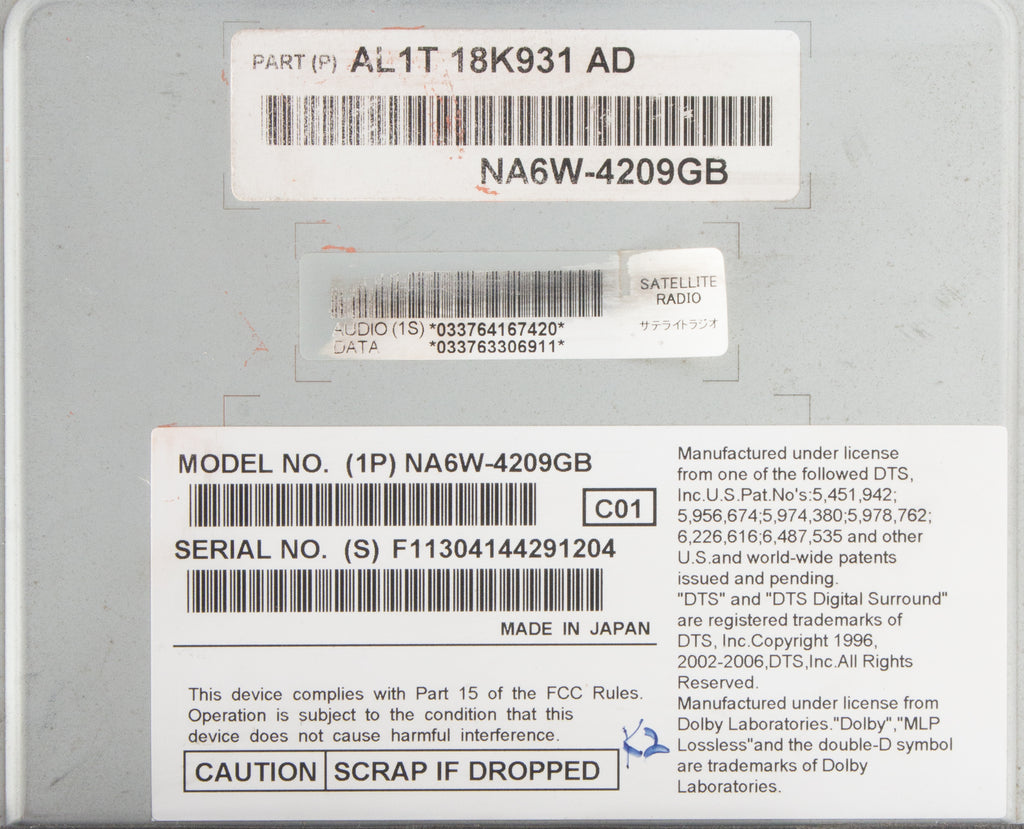 PART (P) AL1T 18K931 AD
NA6W-4209GB
SATELLITE
RADIO
サテライトラジオ
AUDIO (1S) *033764167420*
DATA *033763306911*
MODEL NO. (1P) NA6W-4209GB
C01
SERIAL NO. (S) F11304144291204
MADE IN JAPAN
This device complies with Part 15 of the FCC Rules.
Operation is subject to the condition that this
device does not cause harmful interference.
CAUTION SCRAP IF DROPPED
K2
Manufactured under license
from one of the followed DTS,
Inc.U.S.Pat.No's:5,451,942;
5,956,674;5,974,380;5,978,762;
6,226,616;6,487,535 and other
U.S.and world-wide patents
issued and pending.
"DTS" and "DTS Digital Surround"
are registered trademarks of
DTS, Inc.Copyright 1996,
2002-2006,DTS,Inc.All Rights
Reserved.
Manufactured under license from
Dolby Laboratories."Dolby","MLP
Lossless"and the double-D symbol
are trademarks of Dolby
Laboratories.